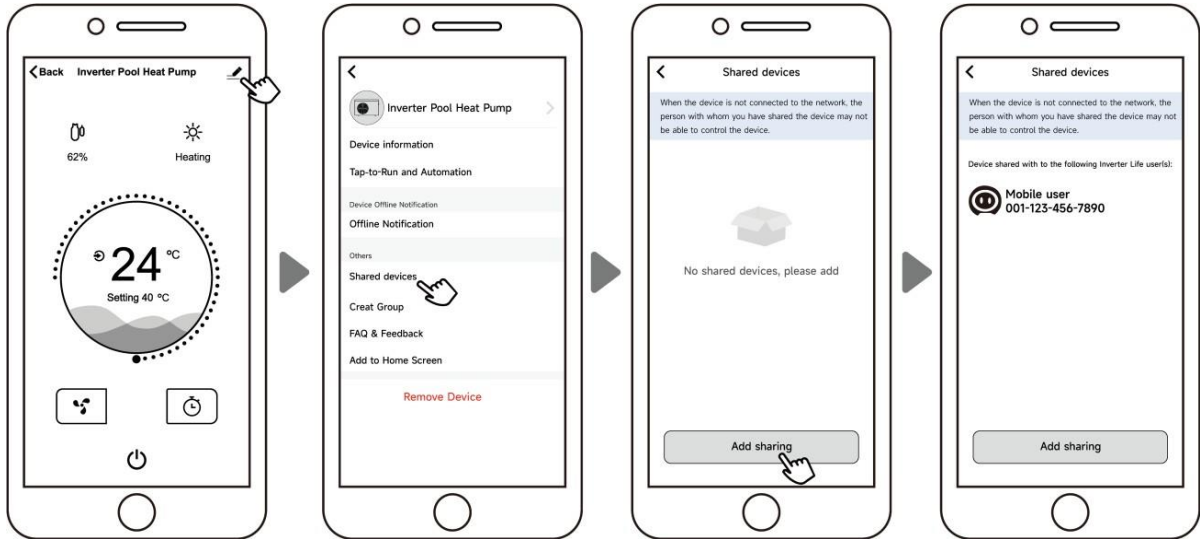 Back Inverter Pool Heat Pump
62%
Heating
24 °C
Setting 40 °C
Inverter Pool Heat Pump
Device information
Tap-to-Run and Automation
Device Offline Notification
Offline Notification
Others
Shared devices
Creat Group
FAQ & Feedback
Add to Home Screen
Remove Device
Shared devices
When the device is not connected to the network, the
person with whom you have shared the device may not
be able to control the device.
No shared devices, please add
Add sharing
Shared devices
When the device is not connected to the network, the
person with whom you have shared the device may not
be able to control the device.
Device shared with to the following Inverter Life user(s):
Mobile user
001-123-456-7890
Add sharing